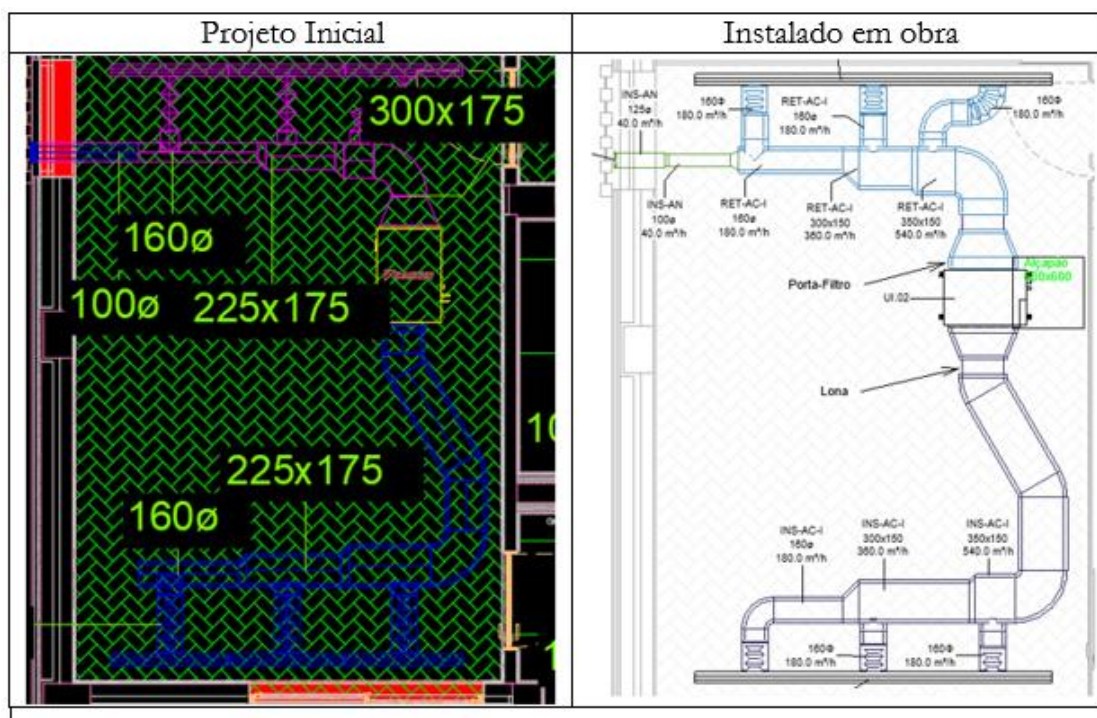 Projeto Inicial
Instalado em obra
300x175
160ø
100ø
225x175
225x175
160ø
10
INS-AN
125ø
40.0 m³/h
160Φ
180.0 m³/h
RET-AC-I
160ø
180.0 m³/h
160Φ
180.0 m³/h
INS-AN
100ø
40.0 m³/h
RET-AC-I
160ø
180.0 m³/h
RET-AC-I
300x150
360.0 m³/h
RET-AC-I
350x150
540.0 m³/h
Porta-Filtro
Alçapão
UI.02
Lona
INS-AC-I
160ø
180.0 m³/h
INS-AC-I
300x150
360.0 m³/h
INS-AC-I
350x150
540.0 m³/h
160Φ
180.0 m³/h
160Φ
180.0 m³/h